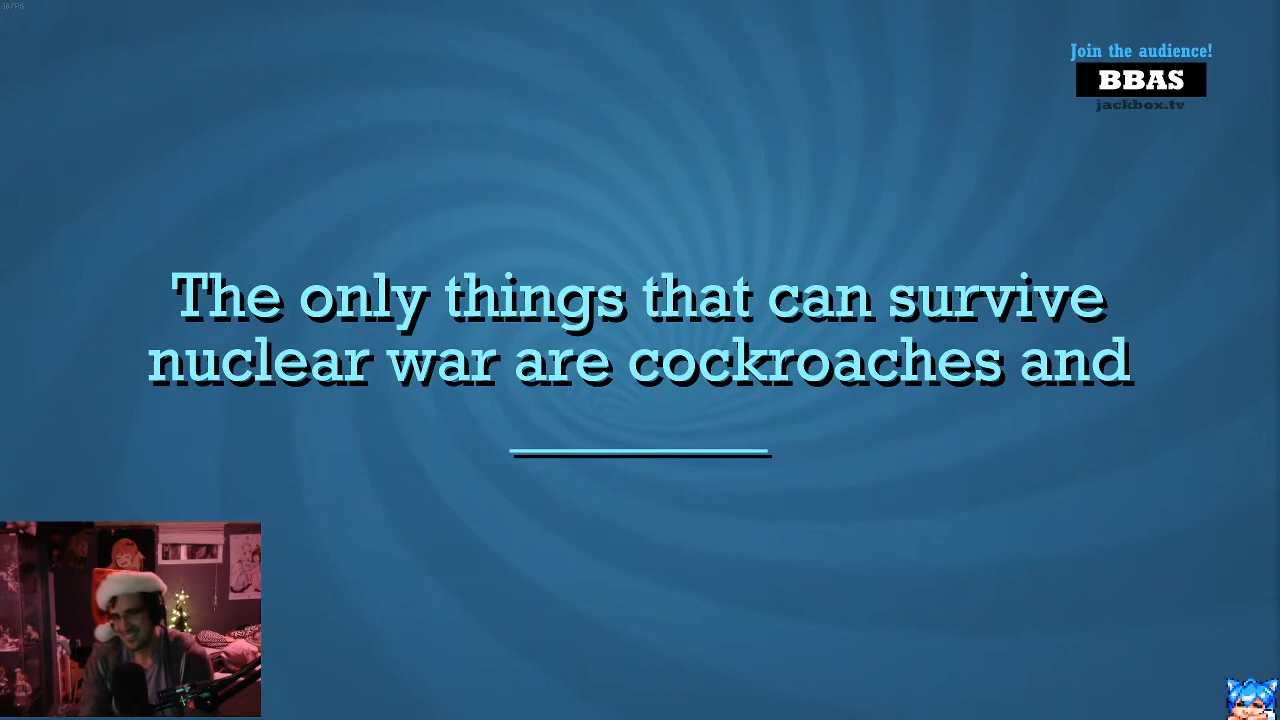 Join the audience!
BBAS
jackbox.tv
The only things that can survive
nuclear war are cockroaches and